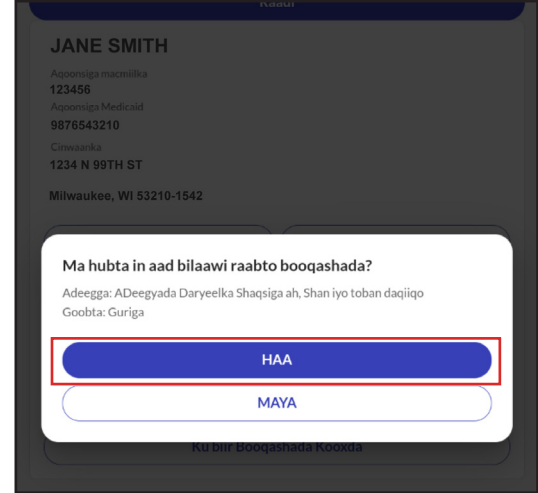 Raadi
JANE SMITH
Aqoonsiga macmiilka
123456
Aqoonsiga Medicaid
9876543210
Cinwaanka
1234 N 99TH ST
Milwaukee, WI 53210-1542
Ma hubta in aad bilaawi raabto booqashada?
Adeegga: ADeegyada Daryeelka Shaqsiga ah, Shan iyo toban daqiiqo
Goobta: Guriga
HAA
MAYA
Ku biir Booqashada Kooxda